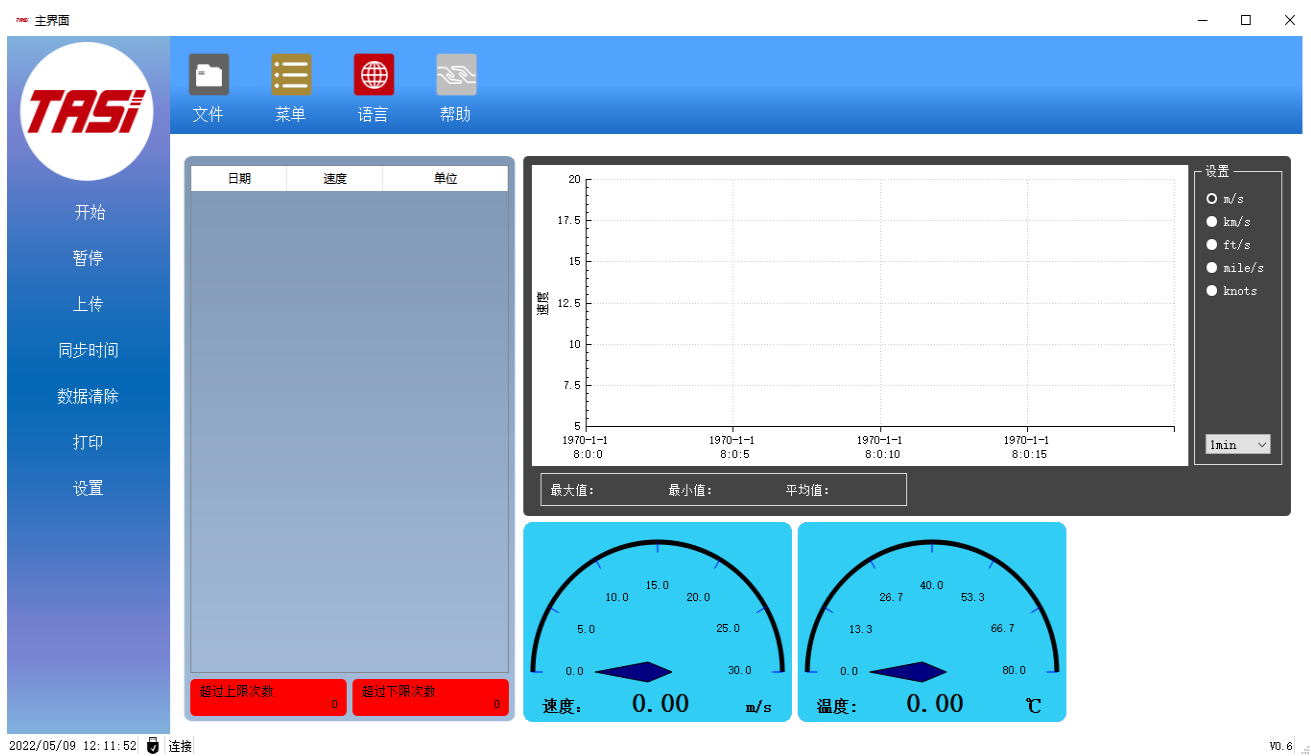 TASi 主界面
TASi
文件
菜单
语言
帮助
开始
暂停
上传
同步时间
数据清除
打印
设置
日期 速度 单位
超过上限次数
0
超过下限次数
0
速度
20
17.5
15
12.5
10
7.5
5
1970-1-1
8:0:0
1970-1-1
8:0:5
1970-1-1
8:0:10
1970-1-1
8:0:15
设置
m/s
km/s
ft/s
mile/s
knots
1min
最大值: 最小值: 平均值:
0.0
5.0
10.0
15.0
20.0
25.0
30.0
速度: 0.00 m/s
0.0
13.3
26.7
40.0
53.3
66.7
80.0
温度: 0.00 ℃
2022/05/09 12:11:52 连接 V0.6